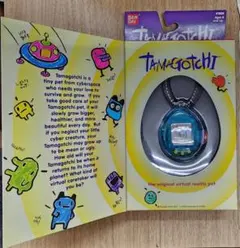 BAN
DAI
TAMAGOTCHI
Tamagotchi is a
tiny pet from cyberspace
who needs your love to
survive and grow. If you
take good care of your
Tamagotchi pet, it will
slowly grow bigger,
healthier, and more
beautiful every day. But
if you neglect your little
cyber creature, your
Tamagotchi may grow up
to be mean or ugly.
How old will your
Tamagotchi be when it
returns to its home
planet? What kind of
virtual caretaker will
you be?
TAMAGOTCHI
The original virtual reality pet